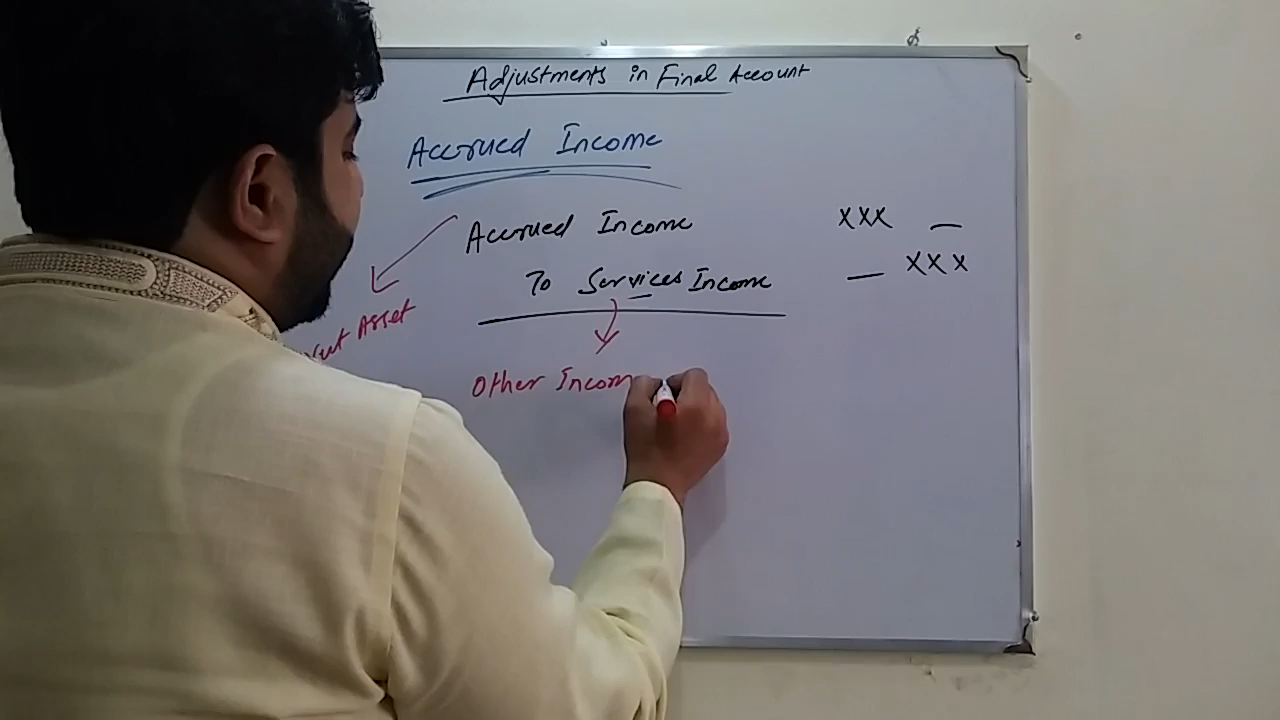 Adjustments in Final Account
Accrued Income
Accrued Income XXX —
To Services Income — XXX
Asset
Other Incom